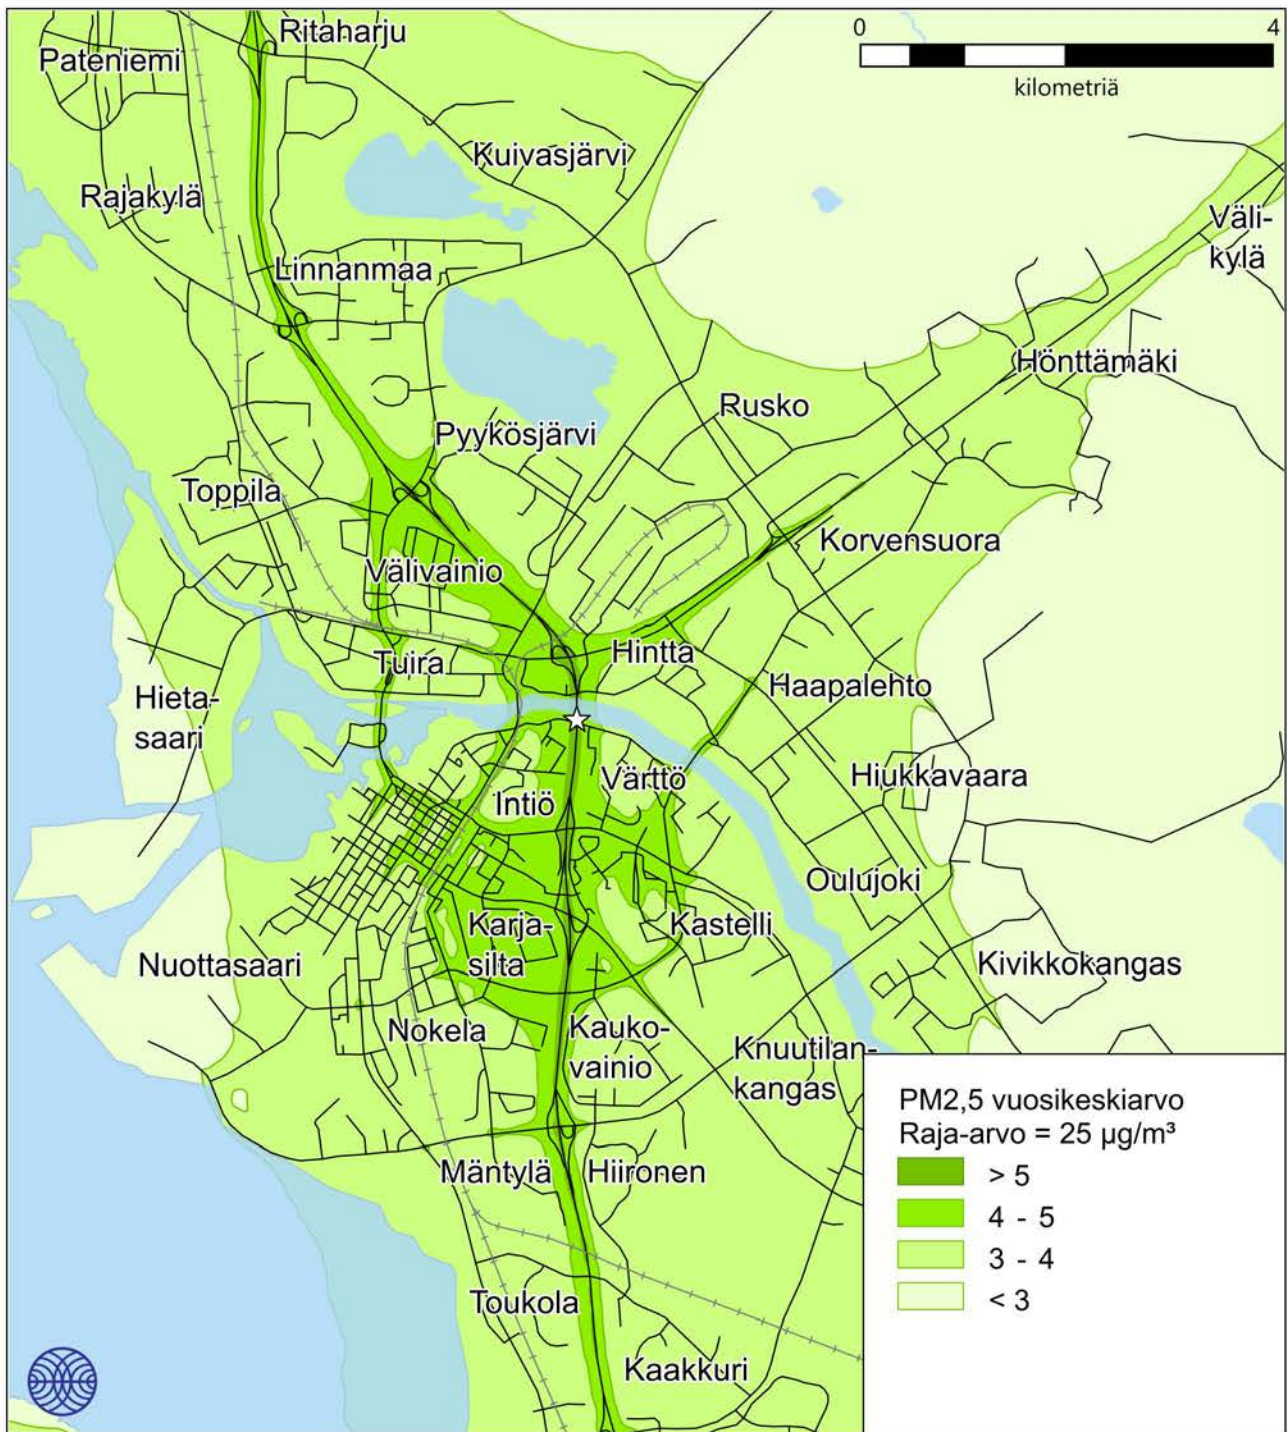 0 4
kilometriä
Ritaharju
Pateniemi
Kuivasjärvi
Rajakylä
Väli-
kylä
Linnanmaa
Hönttämäki
Rusko
Pyykösjärvi
Toppila
Korvensuora
Välivainio
Hintta
Tuira
Haapalehto
Hieta-
saari
Värttö
Hiukkavaara
Intiö
Oulujoki
Karja-
silta
Kastelli
Nuottasaari
Kivikkokangas
Nokela
Kauko-
vainio
Knuutilan-
kangas
Mäntylä
Hiironen
Toukola
Kaakkuri
PM2,5 vuosikeskiarvo
Raja-arvo = 25 µg/m³
> 5
4 - 5
3 - 4
< 3